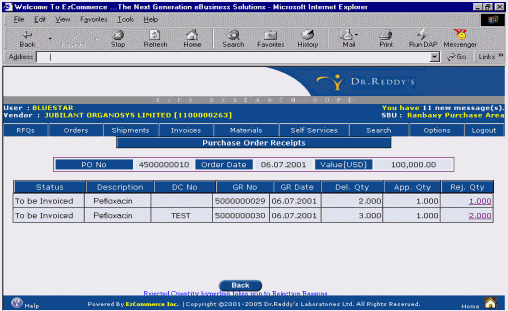 Welcome To EzCommerce ...The Next Generation eBusiness Solutions - Microsoft Internet Explorer
File Edit View Favorites Tools Help
Back Forward Stop Refresh Home Search Favorites History Mail Print Run DAP Messenger
Address Go Links »
DR.REDDY'S
LIFE. RESEARCH. HOPE
User : BLUESTAR You have 11 new message(s).
Vendor : JUBILANT ORGANOSYS LIMITED [1100000263] SBU : Ranbaxy Purchase Area
RFQs Orders Shipments Invoices Materials Self Services Search Options Logout
Purchase Order Receipts
PO No 4500000010 Order Date 06.07.2001 Value[USD] 100,000.00
Status Description DC No GR No GR Date Del. Qty App. Qty Rej. Qty
To be Invoiced Pefloxacin 5000000029 06.07.2001 2.000 1.000 1.000
To be Invoiced Pefloxacin TEST 5000000030 06.07.2001 3.000 1.000 2.000
Back
Rejected Quantity takes you to Rejection Reasons
Help Powered By EzCommerce Inc. |Copyright ©2001-2005 Dr.Reddy's Laboratories Ltd. All Rights Reserved. Home